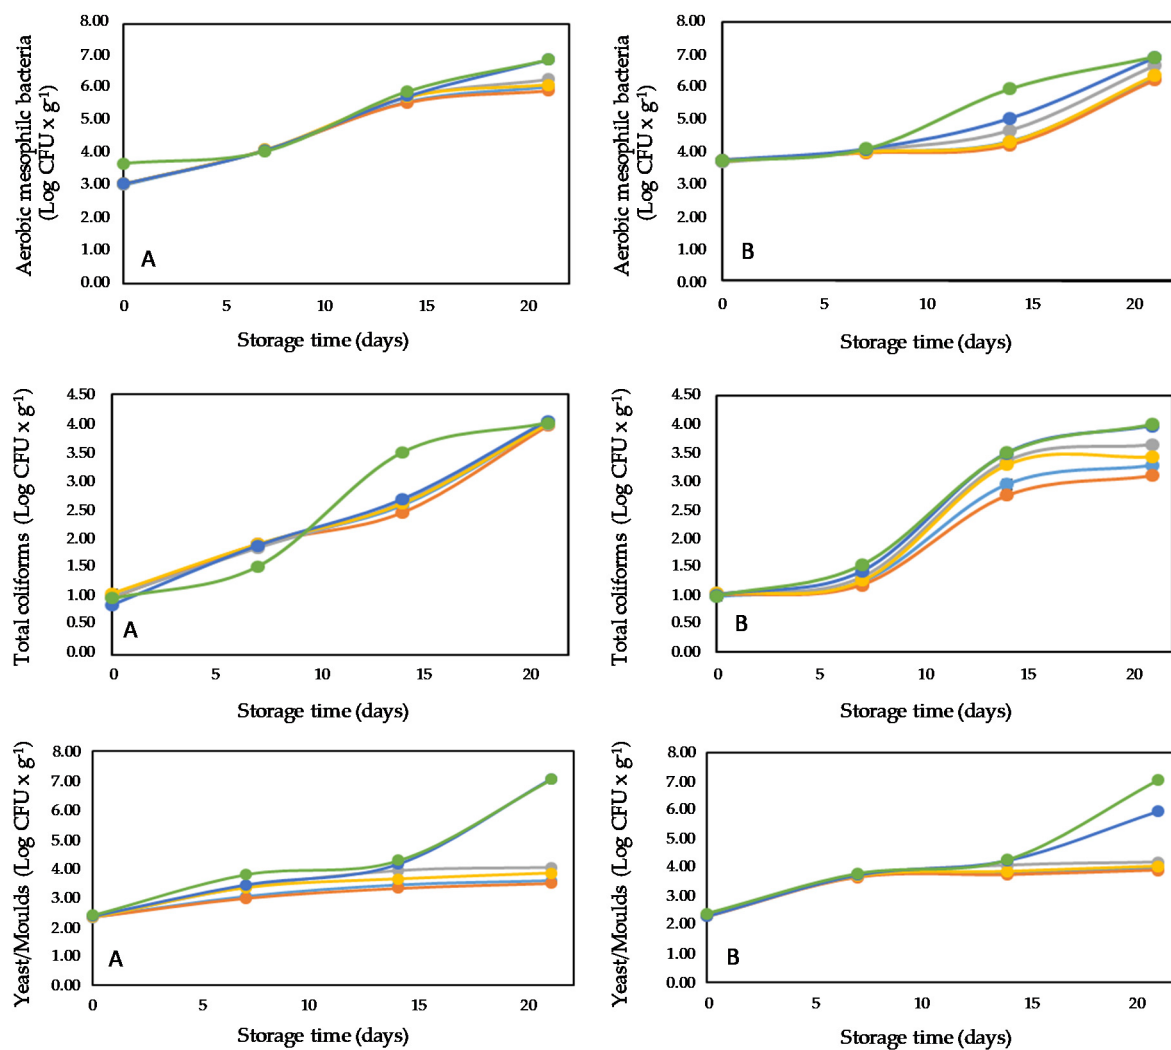 Aerobic mesophilic bacteria
(Log CFU x g-1)
8.00
7.00
6.00
5.00
4.00
3.00
2.00
1.00
0.00
A
0 5 10 15 20
Storage time (days)
Aerobic mesophilic bacteria
(Log CFU x g-1)
8.00
7.00
6.00
5.00
4.00
3.00
2.00
1.00
0.00
B
0 5 10 15 20
Storage time (days)
Total coliforms (Log CFU x g-1)
4.50
4.00
3.50
3.00
2.50
2.00
1.50
1.00
0.50
0.00
A
0 5 10 15 20
Storage time (days)
Total coliforms (Log CFU x g-1)
4.50
4.00
3.50
3.00
2.50
2.00
1.50
1.00
0.50
0.00
B
0 5 10 15 20
Storage time (days)
Yeast/Moulds (Log CFU x g-1)
8.00
7.00
6.00
5.00
4.00
3.00
2.00
1.00
0.00
A
0 5 10 15 20
Storage time (days)
Yeast/Moulds (Log CFU x g-1)
8.00
7.00
6.00
5.00
4.00
3.00
2.00
1.00
0.00
B
0 5 10 15 20
Storage time (days)